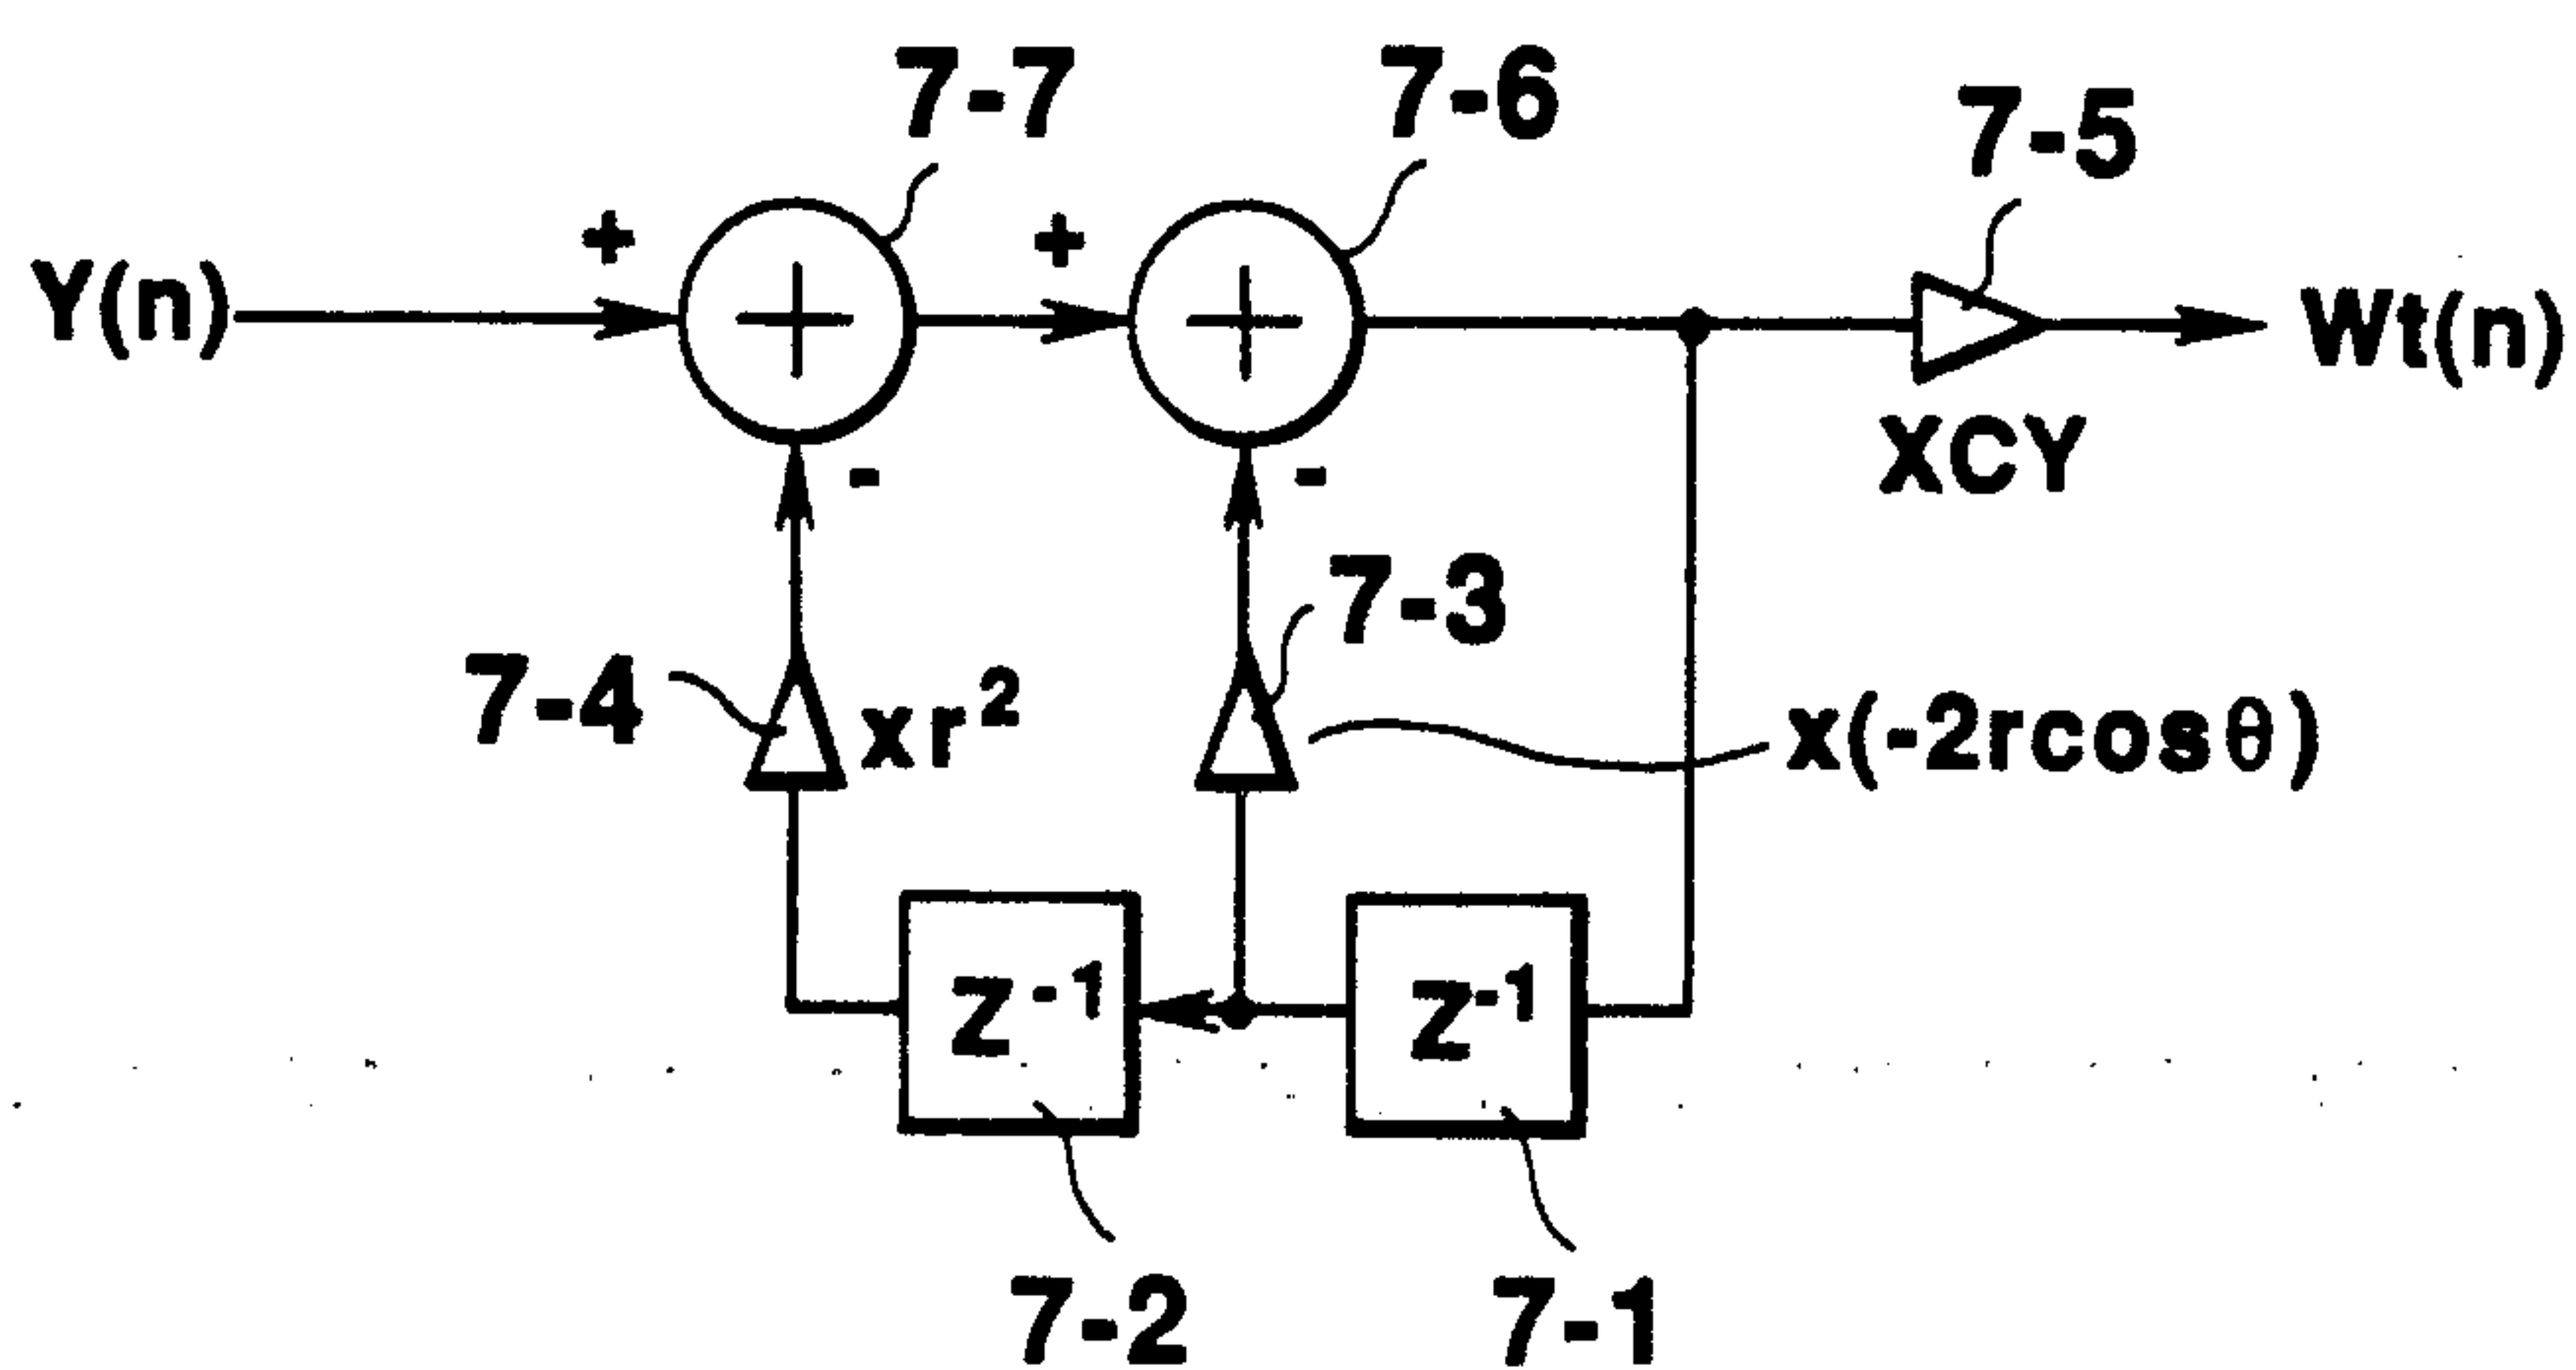 7-7
7-6
7-5
+
+
Y(n)
+
+
Wt(n)
-
-
XCY
7-3
7-4
xr²
x(-2rcosθ)
Z⁻¹
Z⁻¹
7-2
7-1